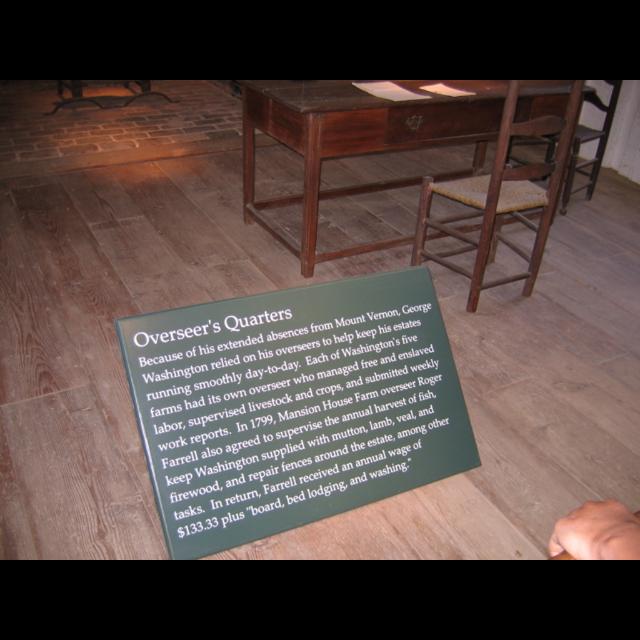 Overseer's Quarters
Because of his extended absences from Mount Vernon, George
Washington relied on his overseers to help keep his estates
running smoothly day-to-day. Each of Washington's five
farms had its own overseer who managed free and enslaved
labor, supervised livestock and crops, and submitted weekly
work reports. In 1799, Mansion House Farm overseer Roger
Farrell also agreed to supervise the annual harvest of fish,
keep Washington supplied with mutton, lamb, veal, and
firewood, and repair fences around the estate, among other
tasks. In return, Farrell received an annual wage of
$133.33 plus "board, bed lodging, and washing."